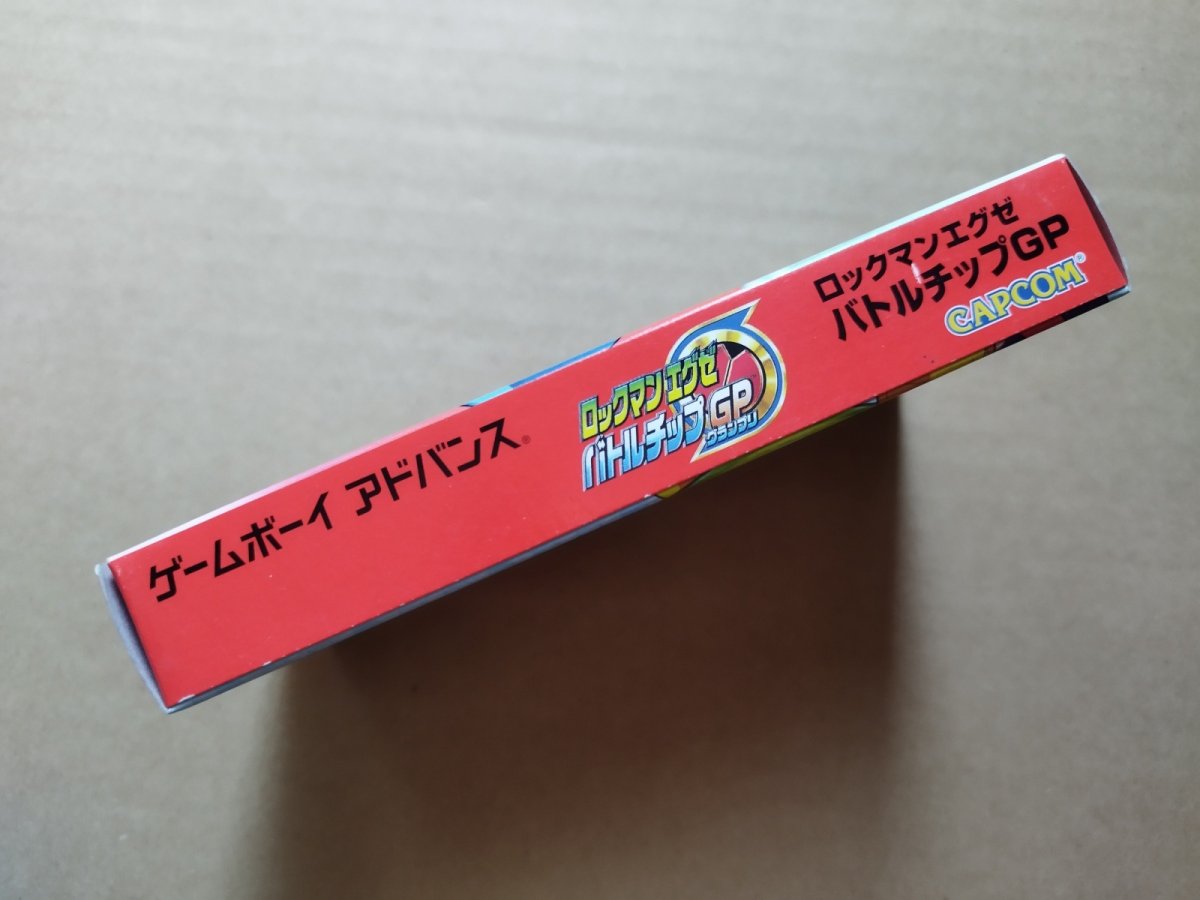 ゲームボーイ アドバンス®
ロックマン エグゼ
バトルチップGP
グランプリ
ロックマンエグゼ
バトルチップGP
CAPCOM®